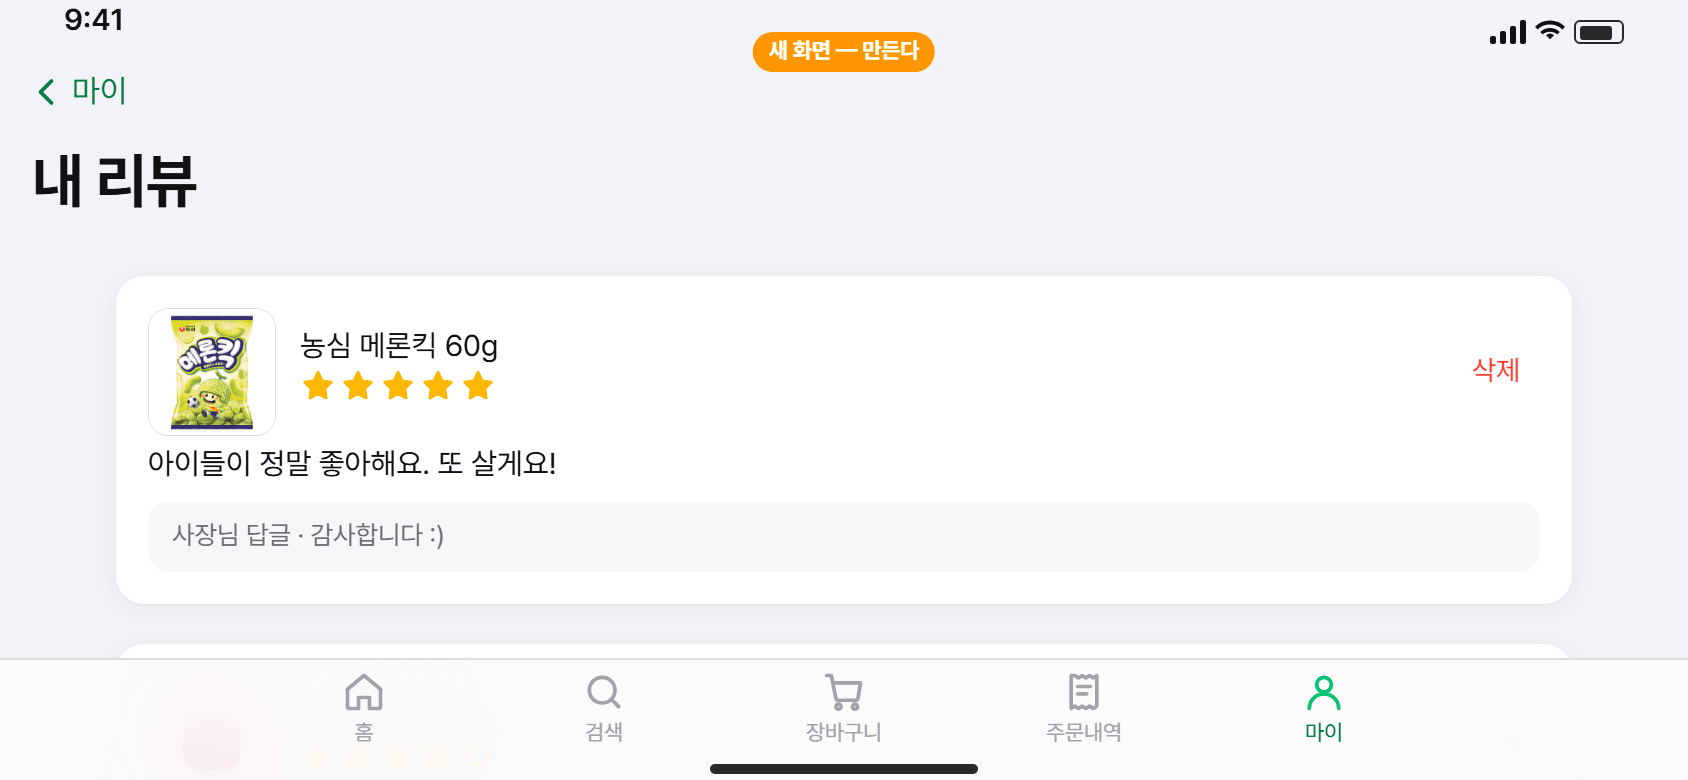 9:41
새 화면 — 만든다
마이
내 리뷰
메론킥
농심 메론킥 60g
삭제
아이들이 정말 좋아해요. 또 살게요!
사장님 답글 · 감사합니다 :)
홈
검색
장바구니
주문내역
마이